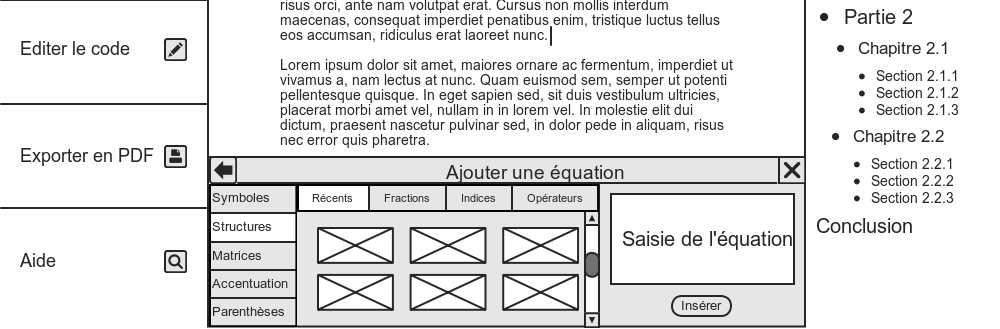 Editer le code
Exporter en PDF
Aide
risus orci, ante nam volutpat erat. Cursus non mollis interdum
maecenas, consequat imperdiet penatibus enim, tristique luctus tellus
eos accumsan, ridiculus erat laoreet nunc.
Lorem ipsum dolor sit amet, maiores ornare ac fermentum, imperdiet ut
vivamus a, nam lectus at nunc. Quam euismod sem, semper ut potenti
pellentesque quisque. In eget sapien sed, sit duis vestibulum ultricies,
placerat morbi amet vel, nullam in in lorem vel. In molestie elit dui
dictum, praesent nascetur pulvinar sed, in dolor pede in aliquam, risus
nec error quis pharetra.
Ajouter une équation
Symboles
Structures
Matrices
Accentuation
Parenthèses
Récents
Fractions
Indices
Opérateurs
Saisie de l'équation
Insérer
Partie 2
Chapitre 2.1
Section 2.1.1
Section 2.1.2
Section 2.1.3
Chapitre 2.2
Section 2.2.1
Section 2.2.2
Section 2.2.3
Conclusion